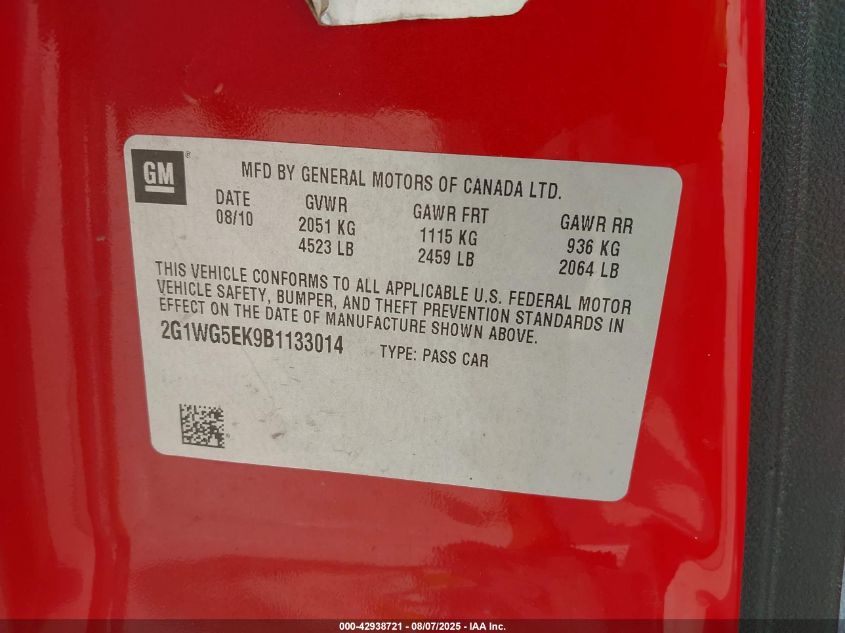 GM®
MFD BY GENERAL MOTORS OF CANADA LTD.
DATE GVWR GAWR FRT GAWR RR
08/10 2051 KG 1115 KG 936 KG
4523 LB 2459 LB 2064 LB
THIS VEHICLE CONFORMS TO ALL APPLICABLE U.S. FEDERAL MOTOR
VEHICLE SAFETY, BUMPER, AND THEFT PREVENTION STANDARDS IN
EFFECT ON THE DATE OF MANUFACTURE SHOWN ABOVE.
2G1WG5EK9B1133014 TYPE: PASS CAR
000-42938721 - 08/07/2025 - IAA Inc.